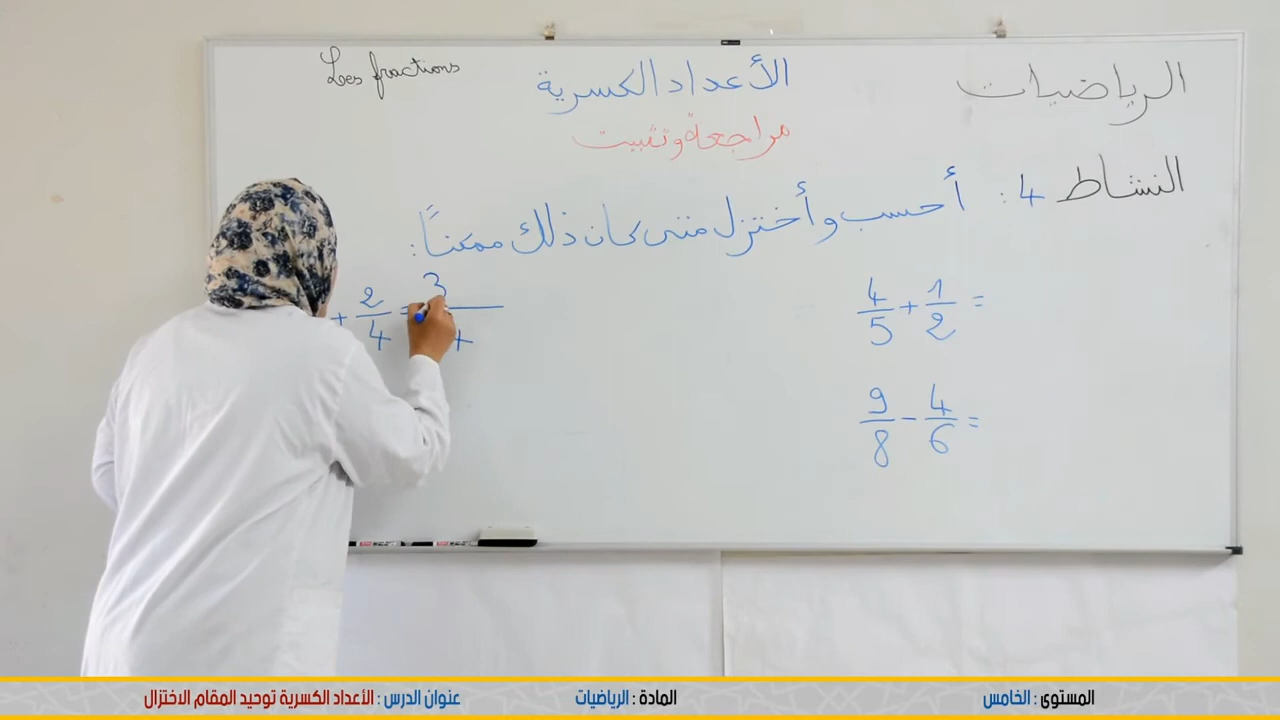 الرياضيات
الأعداد الكسرية
Les fractions
مراجعة وتثبيت
النشاط 4 : أحسب وأختزل متى كان ذلك ممكناً :
4/5 + 1/2 =
9/8 - 4/6 =
+ 2/4 = 3
المستوى : الخامس
المادة : الرياضيات
عنوان الدرس : الأعداد الكسرية توحيد المقام الاختزال